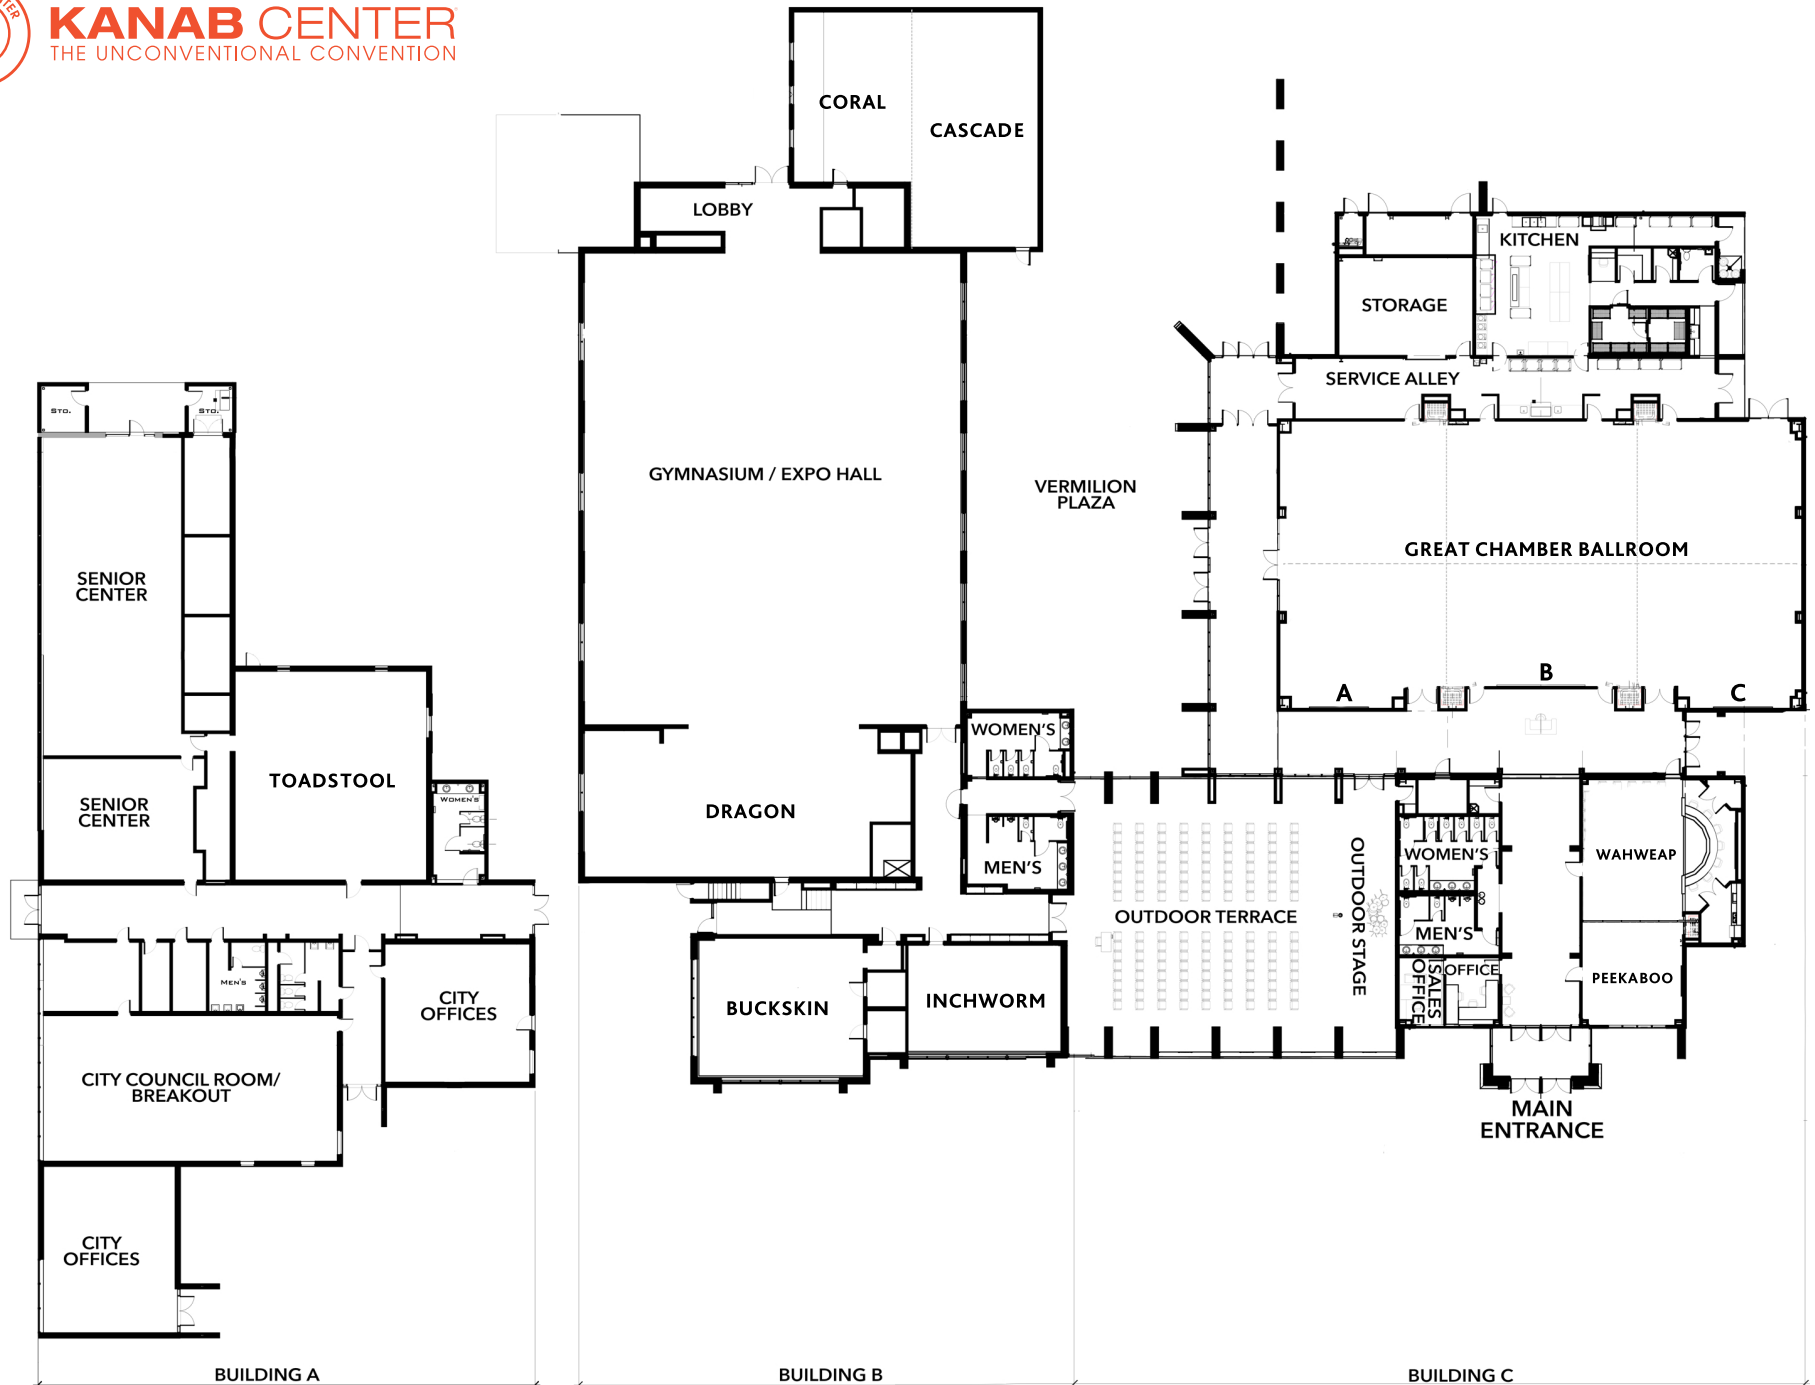 KANAB CENTER
THE UNCONVENTIONAL CONVENTION
CORAL
CASCADE
LOBBY
KITCHEN
STORAGE
SERVICE ALLEY
STO.
STO.
GYMNASIUM / EXPO HALL
VERMILION
PLAZA
GREAT CHAMBER BALLROOM
SENIOR
CENTER
A
B
C
WOMEN'S
TOADSTOOL
SENIOR
CENTER
WOMEN'S
DRAGON
MEN'S
OUTDOOR TERRACE
OUTDOOR STAGE
WOMEN'S
MEN'S
SALES
OFFICE
OFFICE
WAHWEAP
PEEKABOO
MEN'S
CITY
OFFICES
BUCKSKIN
INCHWORM
CITY COUNCIL ROOM/
BREAKOUT
MAIN
ENTRANCE
CITY
OFFICES
BUILDING A
BUILDING B
BUILDING C